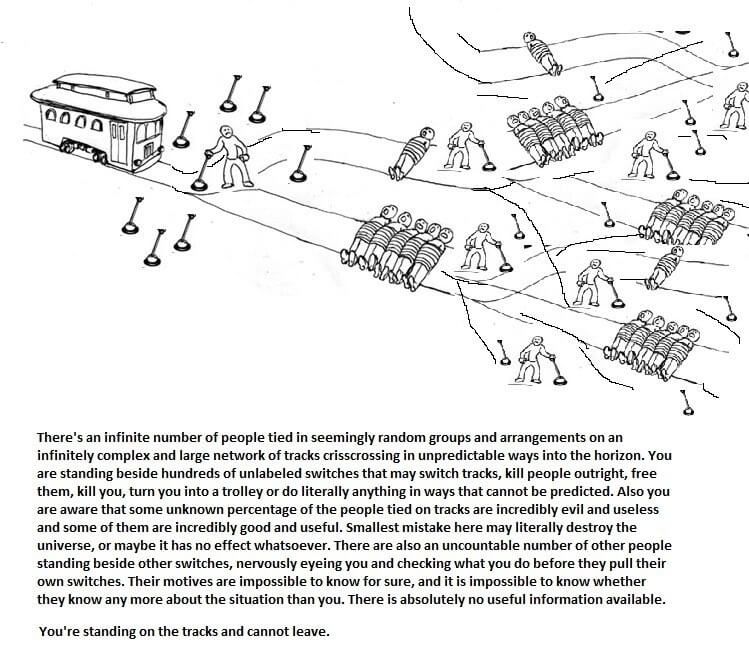 There's an infinite number of people tied in seemingly random groups and arrangements on an
infinitely complex and large network of tracks crisscrossing in unpredictable ways into the horizon. You
are standing beside hundreds of unlabeled switches that may switch tracks, kill people outright, free
them, kill you, turn you into a trolley or do literally anything in ways that cannot be predicted. Also you
are aware that some unknown percentage of the people tied on tracks are incredibly evil and useless
and some of them are incredibly good and useful. Smallest mistake here may literally destroy the
universe, or maybe it has no effect whatsoever. There are also an uncountable number of other people
standing beside other switches, nervously eyeing you and checking what you do before they pull their
own switches. Their motives are impossible to know for sure, and it is impossible to know whether
they know any more about the situation than you. There is absolutely no useful information available.
You're standing on the tracks and cannot leave.